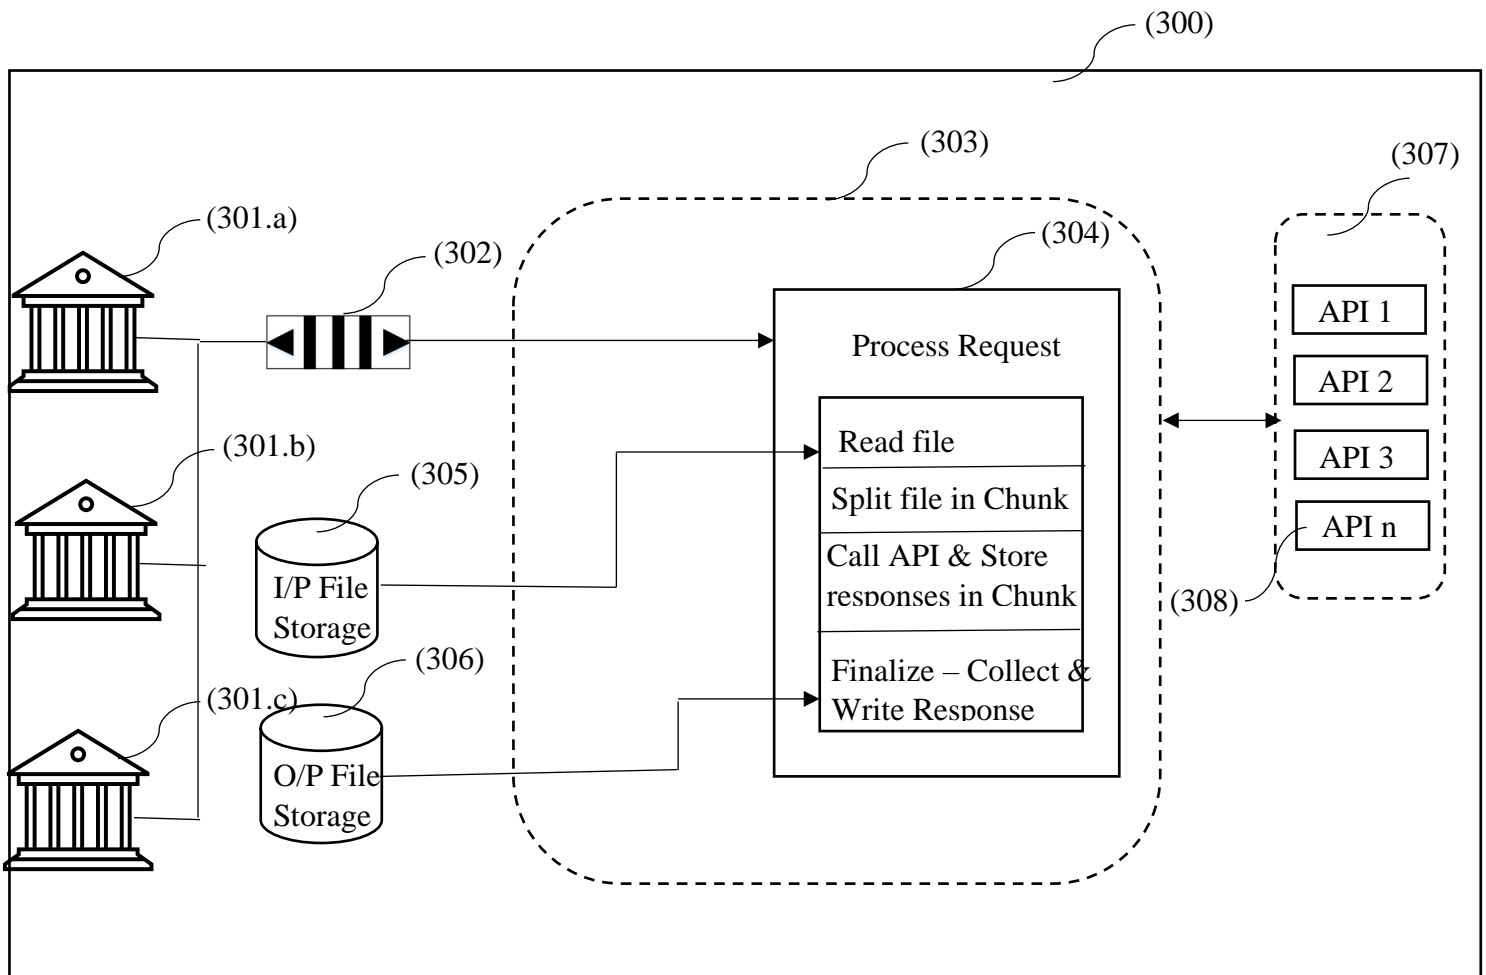 (300)
(303)
(307)
(301.a)
(302)
(304)
API 1
Process Request
API 2
(301.b)
Read file
(305)
API 3
Split file in Chunk
API n
Call API & Store
responses in Chunk
I/P File
Storage
(308)
(306)
Finalize – Collect &
Write Response
(301.c)
O/P File
Storage